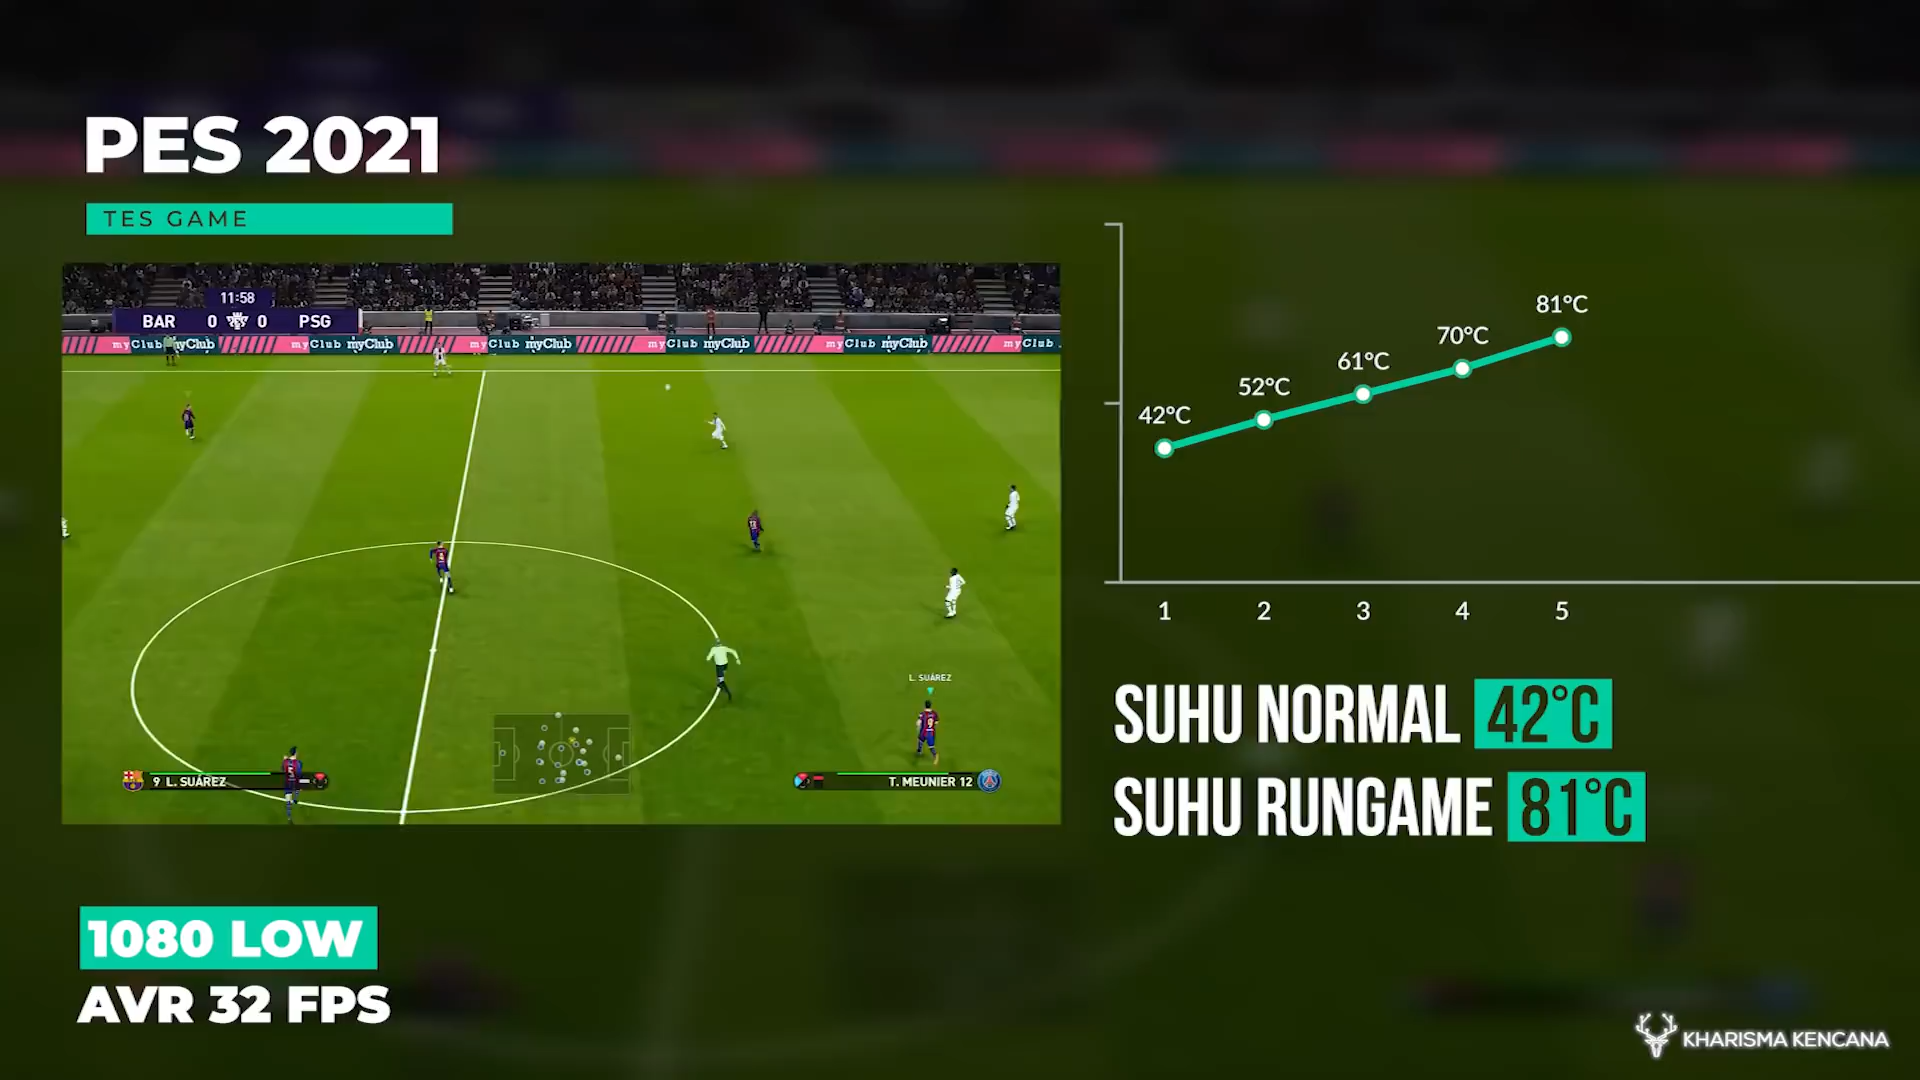 PES 2021
TES GAME
11:58
BAR 0 0 PSG
myClub myClub myClub myClub myClub myClub myClub myClub myClub myClub myClub
L. SUÁREZ
9 L. SUÁREZ
T. MEUNIER 12
1080 LOW
AVR 32 FPS
42°C
52°C
61°C
70°C
81°C
1 2 3 4 5
SUHU NORMAL 42°C
SUHU RUNGAME 81°C
KHARISMA KENCANA